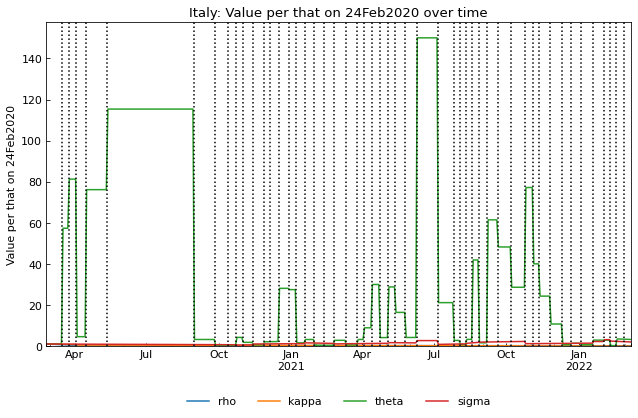 Italy: Value per that on 24Feb2020 over time
Value per that on 24Feb2020
140
120
100
80
60
40
20
0
Apr Jul Oct Jan Apr Jul Oct Jan
2021 2022
rho kappa theta sigma